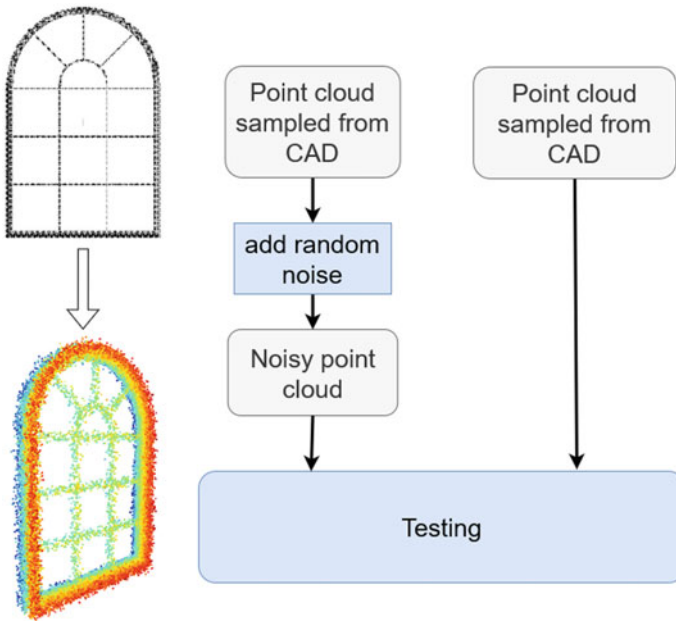 Point cloud
sampled from
CAD
add random
noise
Noisy point
cloud
Point cloud
sampled from
CAD
Testing